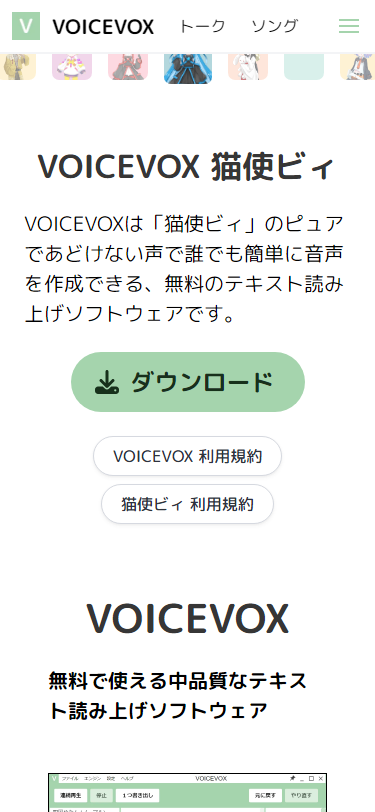 V VOICEVOX トーク ソング
VOICEVOX 猫使ビィ
VOICEVOXは「猫使ビィ」のピュア
であどけない声で誰でも簡単に音声
を作成できる、無料のテキスト読み
上げソフトウェアです。
ダウンロード
VOICEVOX 利用規約
猫使ビィ 利用規約
VOICEVOX
無料で使える中品質なテキス
ト読み上げソフトウェア
V ファイル エンジン 設定 ヘルプ VOICEVOX
連続再生 停止 1つ書き出し 元に戻す やり直す